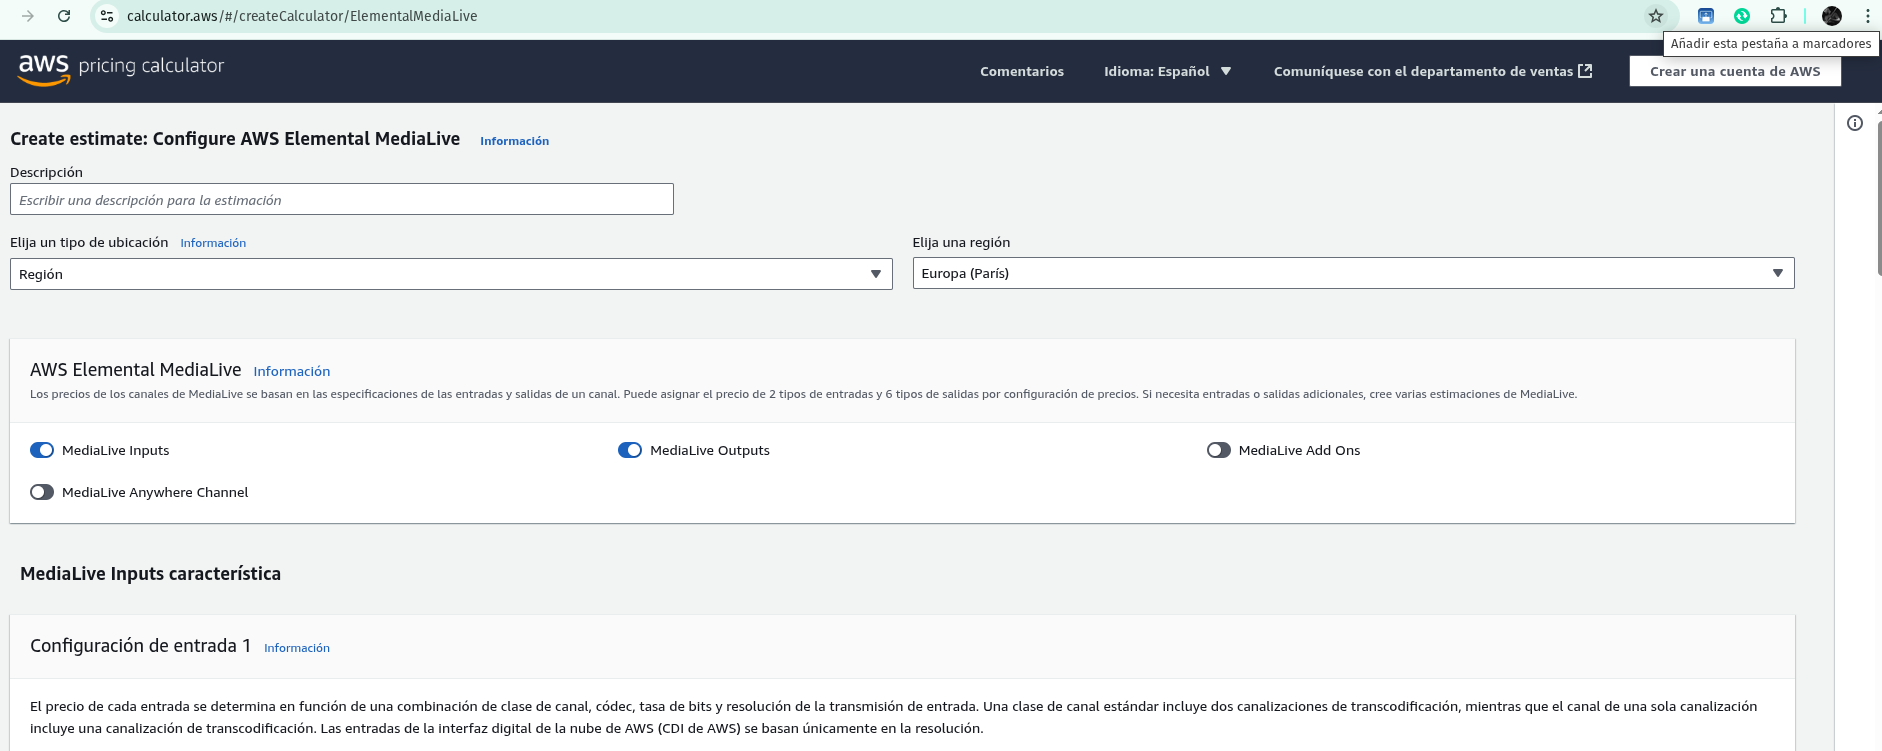 calculator.aws/#/createCalculator/ElementalMediaLive
Añadir esta pestaña a marcadores
aws pricing calculator
Comentarios
Idioma: Español
Comuníquese con el departamento de ventas
Crear una cuenta de AWS
Create estimate: Configure AWS Elemental MediaLive Información
Descripción
Escribir una descripción para la estimación
Elija un tipo de ubicación Información
Región
Elija una región
Europa (París)
AWS Elemental MediaLive Información
Los precios de los canales de MediaLive se basan en las especificaciones de las entradas y salidas de un canal. Puede asignar el precio de 2 tipos de entradas y 6 tipos de salidas por configuración de precios. Si necesita entradas o salidas adicionales, cree varias estimaciones de MediaLive.
MediaLive Inputs
MediaLive Outputs
MediaLive Add Ons
MediaLive Anywhere Channel
MediaLive Inputs característica
Configuración de entrada 1 Información
El precio de cada entrada se determina en función de una combinación de clase de canal, códec, tasa de bits y resolución de la transmisión de entrada. Una clase de canal estándar incluye dos canalizaciones de transcodificación, mientras que el canal de una sola canalización
incluye una canalización de transcodificación. Las entradas de la interfaz digital de la nube de AWS (CDI de AWS) se basan únicamente en la resolución.